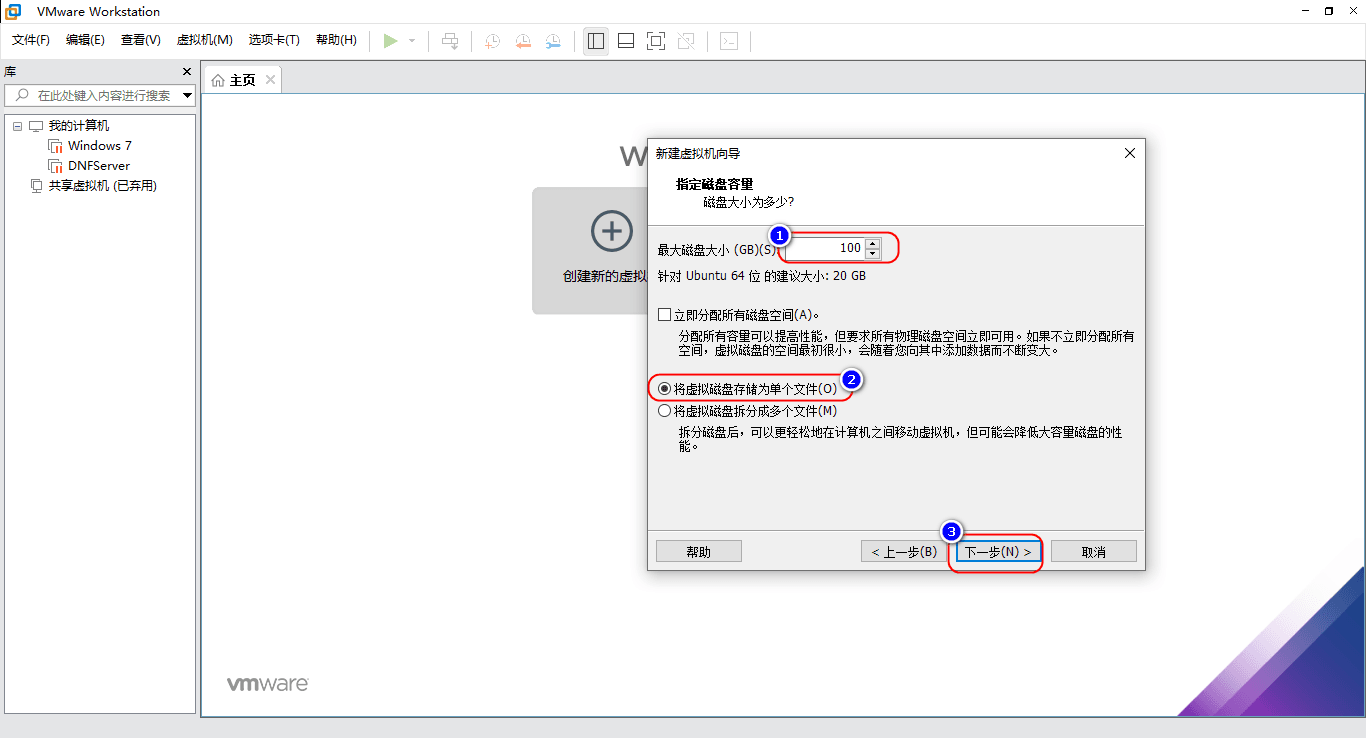 VMware Workstation
文件(F) 编辑(E) 查看(V) 虚拟机(M) 选项卡(T) 帮助(H)
库
在此处键入内容进行搜索
我的计算机
Windows 7
DNFServer
共享虚拟机 (已弃用)
主页
W
创建新的虚拟
新建虚拟机向导
指定磁盘容量
磁盘大小为多少?
1
最大磁盘大小 (GB)(S): 100
针对 Ubuntu 64 位 的建议大小: 20 GB
立即分配所有磁盘空间(A)。
分配所有容量可以提高性能，但要求所有物理磁盘空间立即可用。如果不立即分配所有
空间，虚拟磁盘的空间最初很小，会随着您向其中添加数据而不断变大。
2
将虚拟磁盘存储为单个文件(O)
将虚拟磁盘拆分成多个文件(M)
拆分磁盘后，可以更轻松地在计算机之间移动虚拟机，但可能会降低大容量磁盘的性
能。
3
帮助 < 上一步(B) 下一步(N) > 取消
vmware